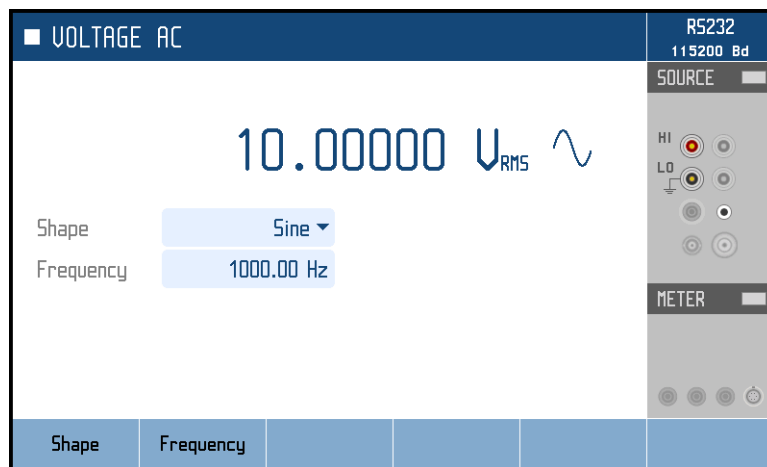 VOLTAGE AC
RS232
115200 Bd
SOURCE
10.00000 VRMS
HI
LO
Shape Sine
Frequency 1000.00 Hz
METER
Shape Frequency